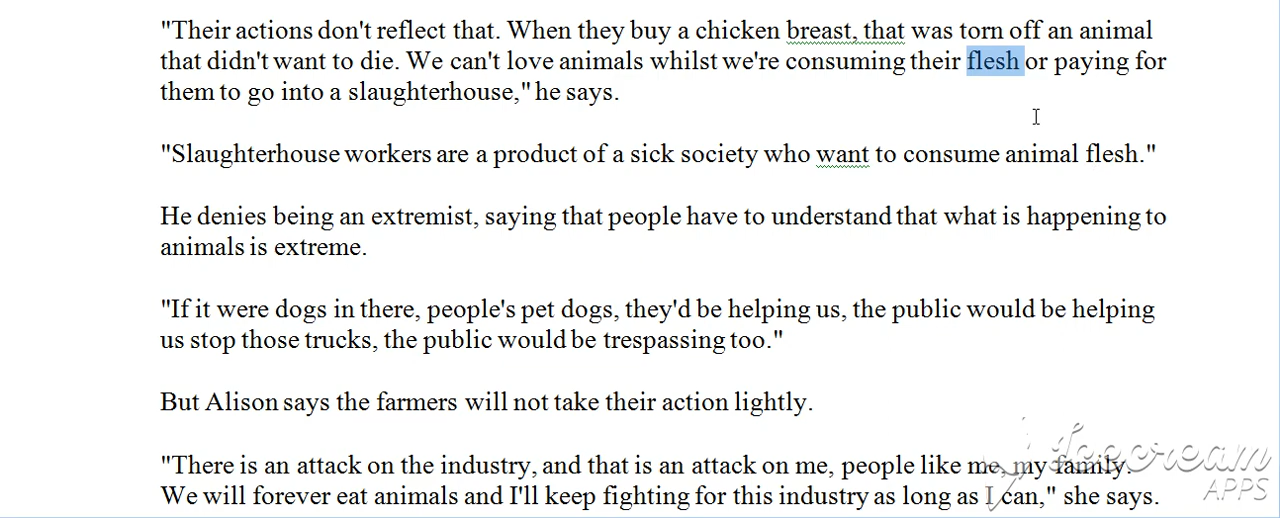 "Their actions don't reflect that. When they buy a chicken breast, that was torn off an animal
that didn't want to die. We can't love animals whilst we're consuming their flesh or paying for
them to go into a slaughterhouse," he says.
"Slaughterhouse workers are a product of a sick society who want to consume animal flesh."
He denies being an extremist, saying that people have to understand that what is happening to
animals is extreme.
"If it were dogs in there, people's pet dogs, they'd be helping us, the public would be helping
us stop those trucks, the public would be trespassing too."
But Alison says the farmers will not take their action lightly.
"There is an attack on the industry, and that is an attack on me, people like me, my family.
We will forever eat animals and I'll keep fighting for this industry as long as I can," she says.
Icecream
APPS